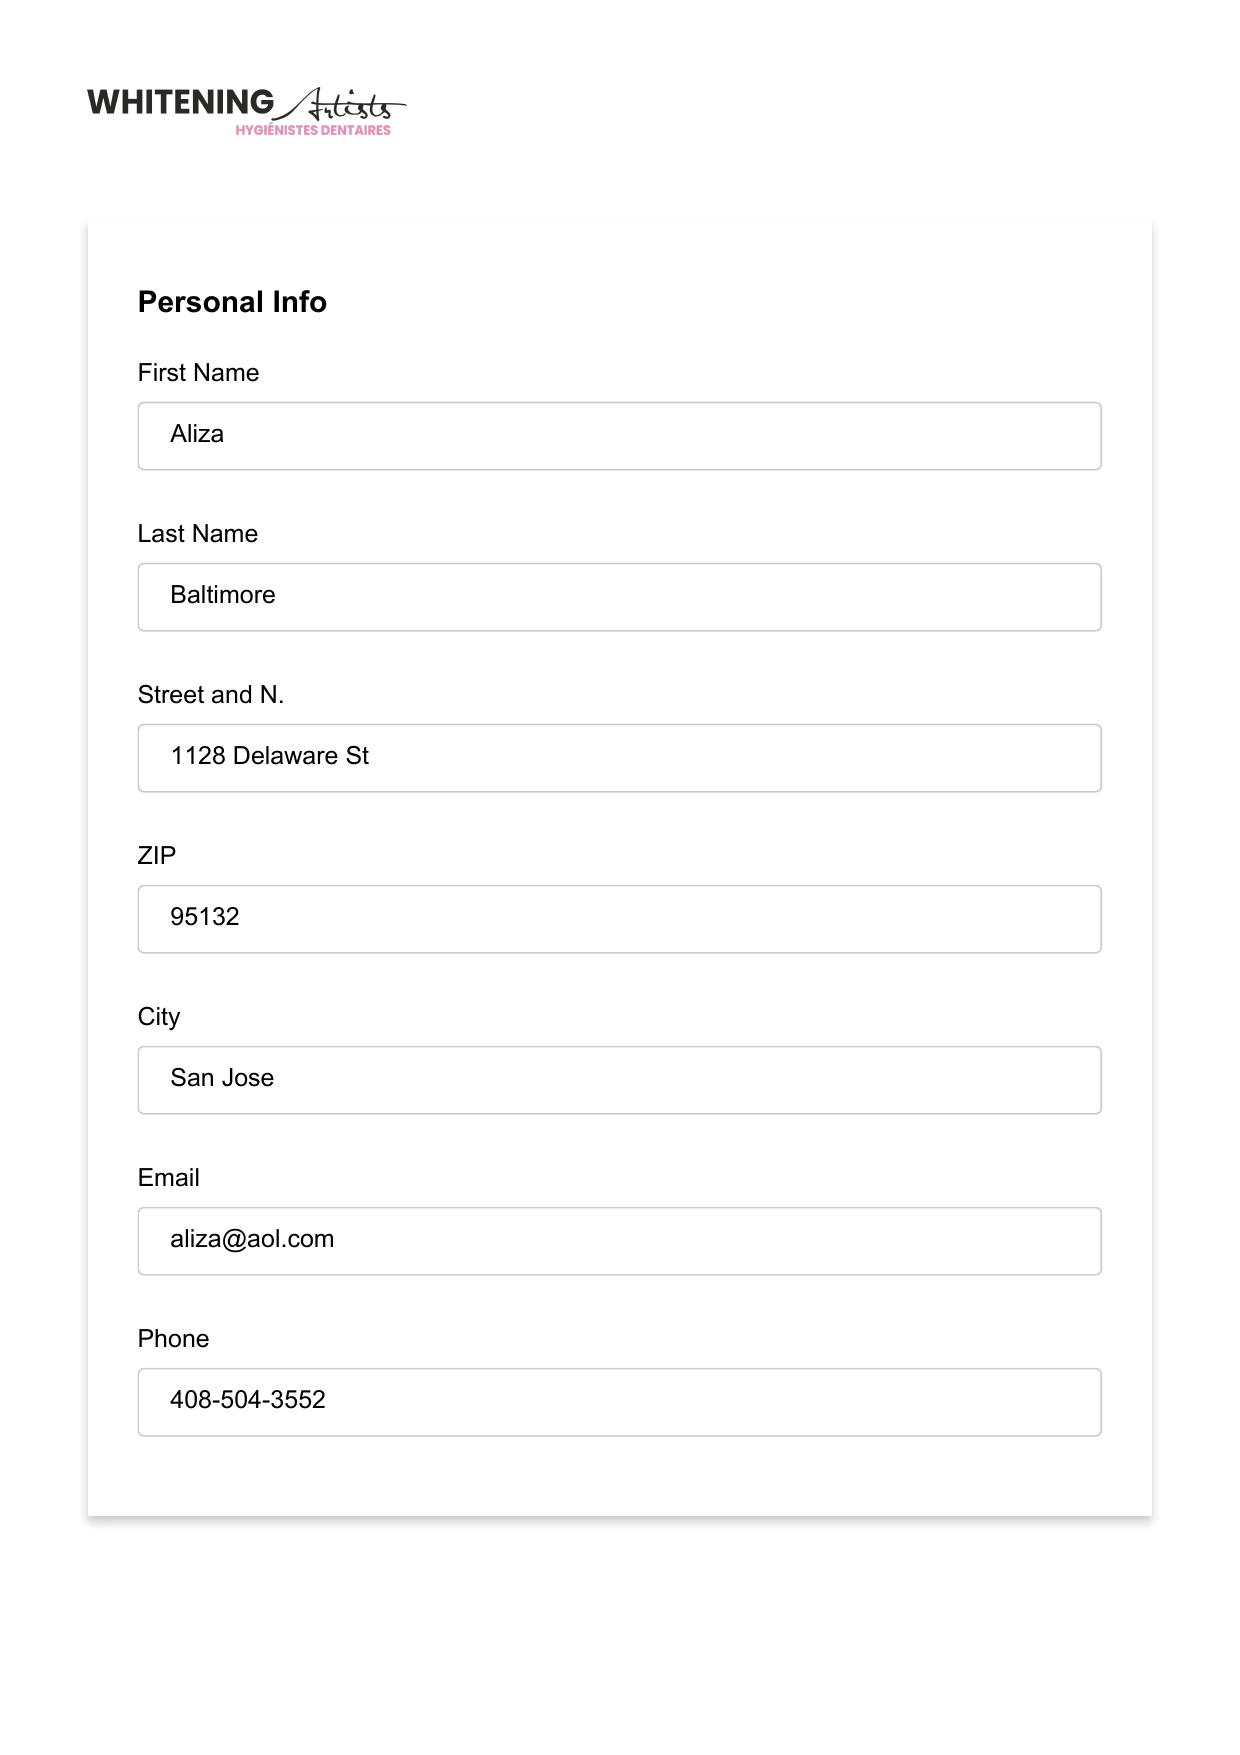 WHITENING Artists
HYGIÉNISTES DENTAIRES
Personal Info
First Name
Aliza
Last Name
Baltimore
Street and N.
1128 Delaware St
ZIP
95132
City
San Jose
Email
aliza@aol.com
Phone
408-504-3552